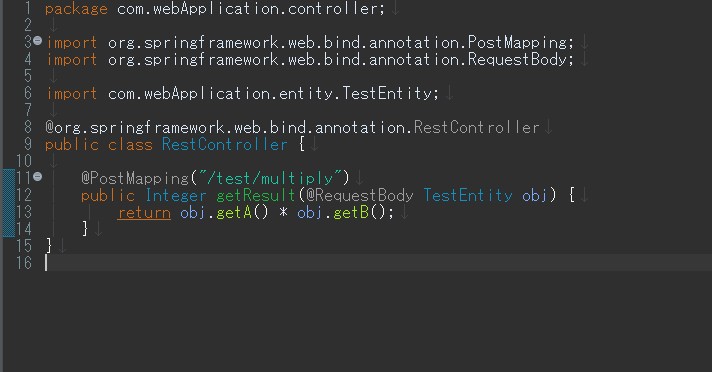 1 package com.webApplication.controller;
2
3 import org.springframework.web.bind.annotation.PostMapping;
4 import org.springframework.web.bind.annotation.RequestBody;
5
6 import com.webApplication.entity.TestEntity;
7
8 @org.springframework.web.bind.annotation.RestController
9 public class RestController {
10
11 @PostMapping("/test/multiply")
12 public Integer getResult(@RequestBody TestEntity obj) {
13 return obj.getA() * obj.getB();
14 }
15 }
16